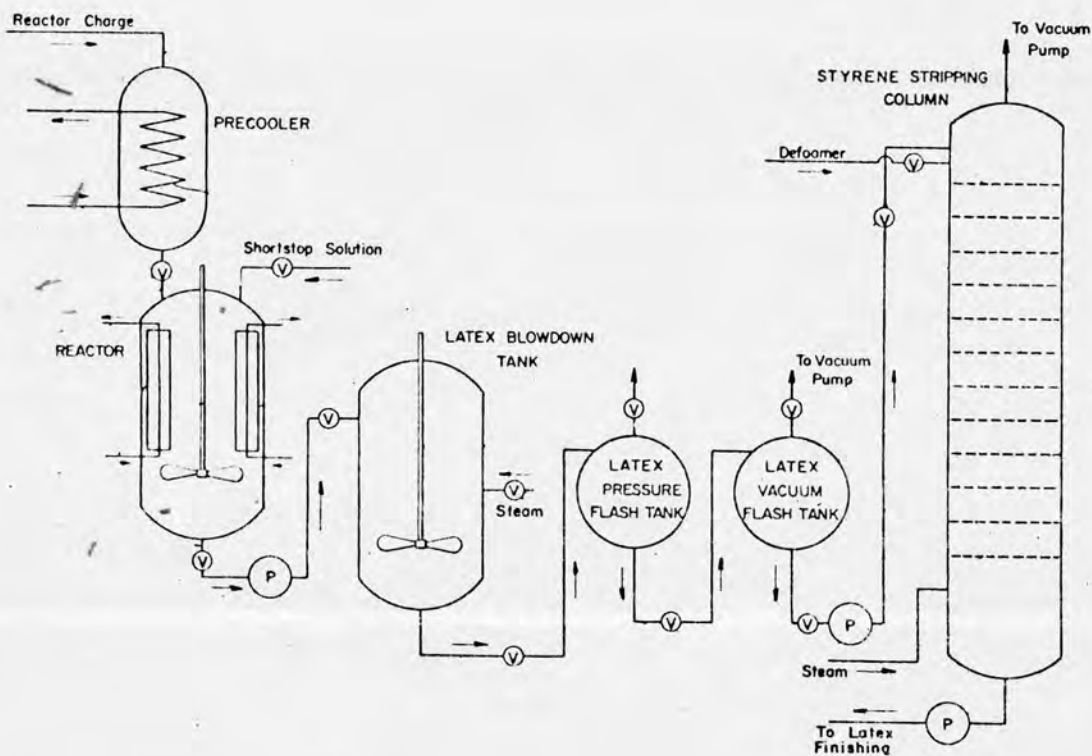 Reactor Charge
PRECOOLER
To Vacuum
Pump
STYRENE STRIPPING
COLUMN
Defoamer
V
V
V
Shortstop Solution
V
REACTOR
LATEX BLOWDOWN
TANK
To Vacuum
Pump
V
V
V
LATEX
PRESSURE
FLASH TANK
LATEX
VACUUM
FLASH TANK
V
Steam
V
P
V
V
V
P
Steam
P
To Latex
Finishing